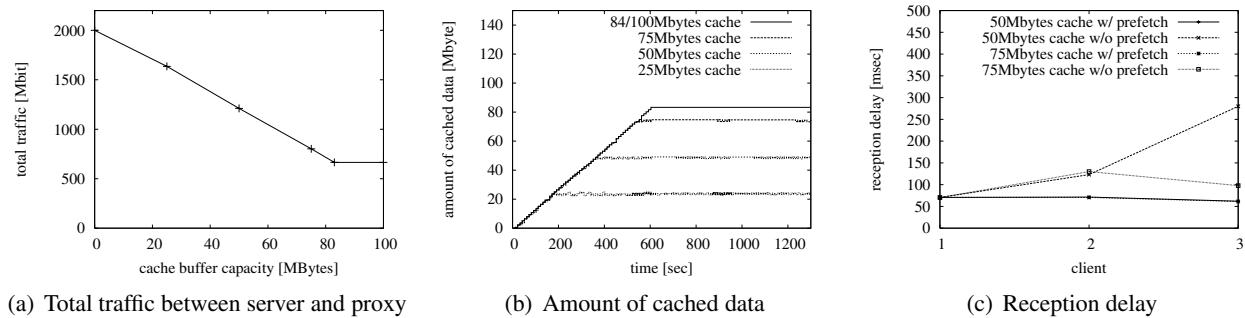 2000
1500
1000
500
0
0 20 40 60 80 100
total traffic [Mbit]
cache buffer capacity [MBytes]
(a) Total traffic between server and proxy
140
120
100
80
60
40
20
0
0 200 400 600 800 1000 1200
amount of cached data [Mbyte]
time [sec]
84/100Mbytes cache
75Mbytes cache
50Mbytes cache
25Mbytes cache
(b) Amount of cached data
500
450
400
350
300
250
200
150
100
50
0
1 2 3
reception delay [msec]
client
50Mbytes cache w/ prefetch
50Mbytes cache w/o prefetch
75Mbytes cache w/ prefetch
75Mbytes cache w/o prefetch
(c) Reception delay